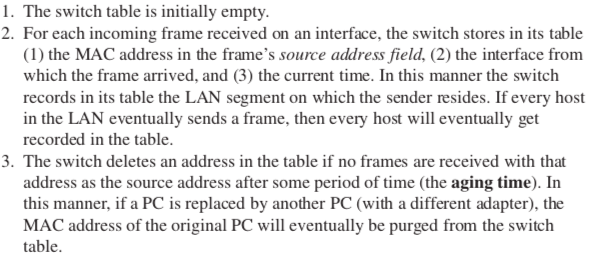 1. The switch table is initially empty.
2. For each incoming frame received on an interface, the switch stores in its table
(1) the MAC address in the frame’s source address field, (2) the interface from
which the frame arrived, and (3) the current time. In this manner the switch
records in its table the LAN segment on which the sender resides. If every host
in the LAN eventually sends a frame, then every host will eventually get
recorded in the table.
3. The switch deletes an address in the table if no frames are received with that
address as the source address after some period of time (the aging time). In
this manner, if a PC is replaced by another PC (with a different adapter), the
MAC address of the original PC will eventually be purged from the switch
table.